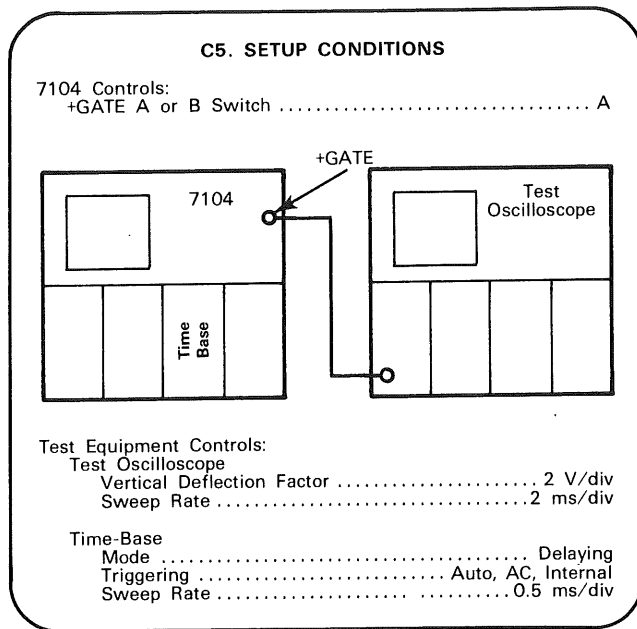 C5. SETUP CONDITIONS
7104 Controls:
+GATE A or B Switch .................................... A
+GATE
7104
Test
Oscilloscope
Time
Base
Test Equipment Controls:
Test Oscilloscope
Vertical Deflection Factor ........................ 2 V/div
Sweep Rate .....................................2 ms/div
Time-Base
Mode .......................................... Delaying
Triggering ............................ Auto, AC, Internal
Sweep Rate ...................... ..........0.5 ms/div